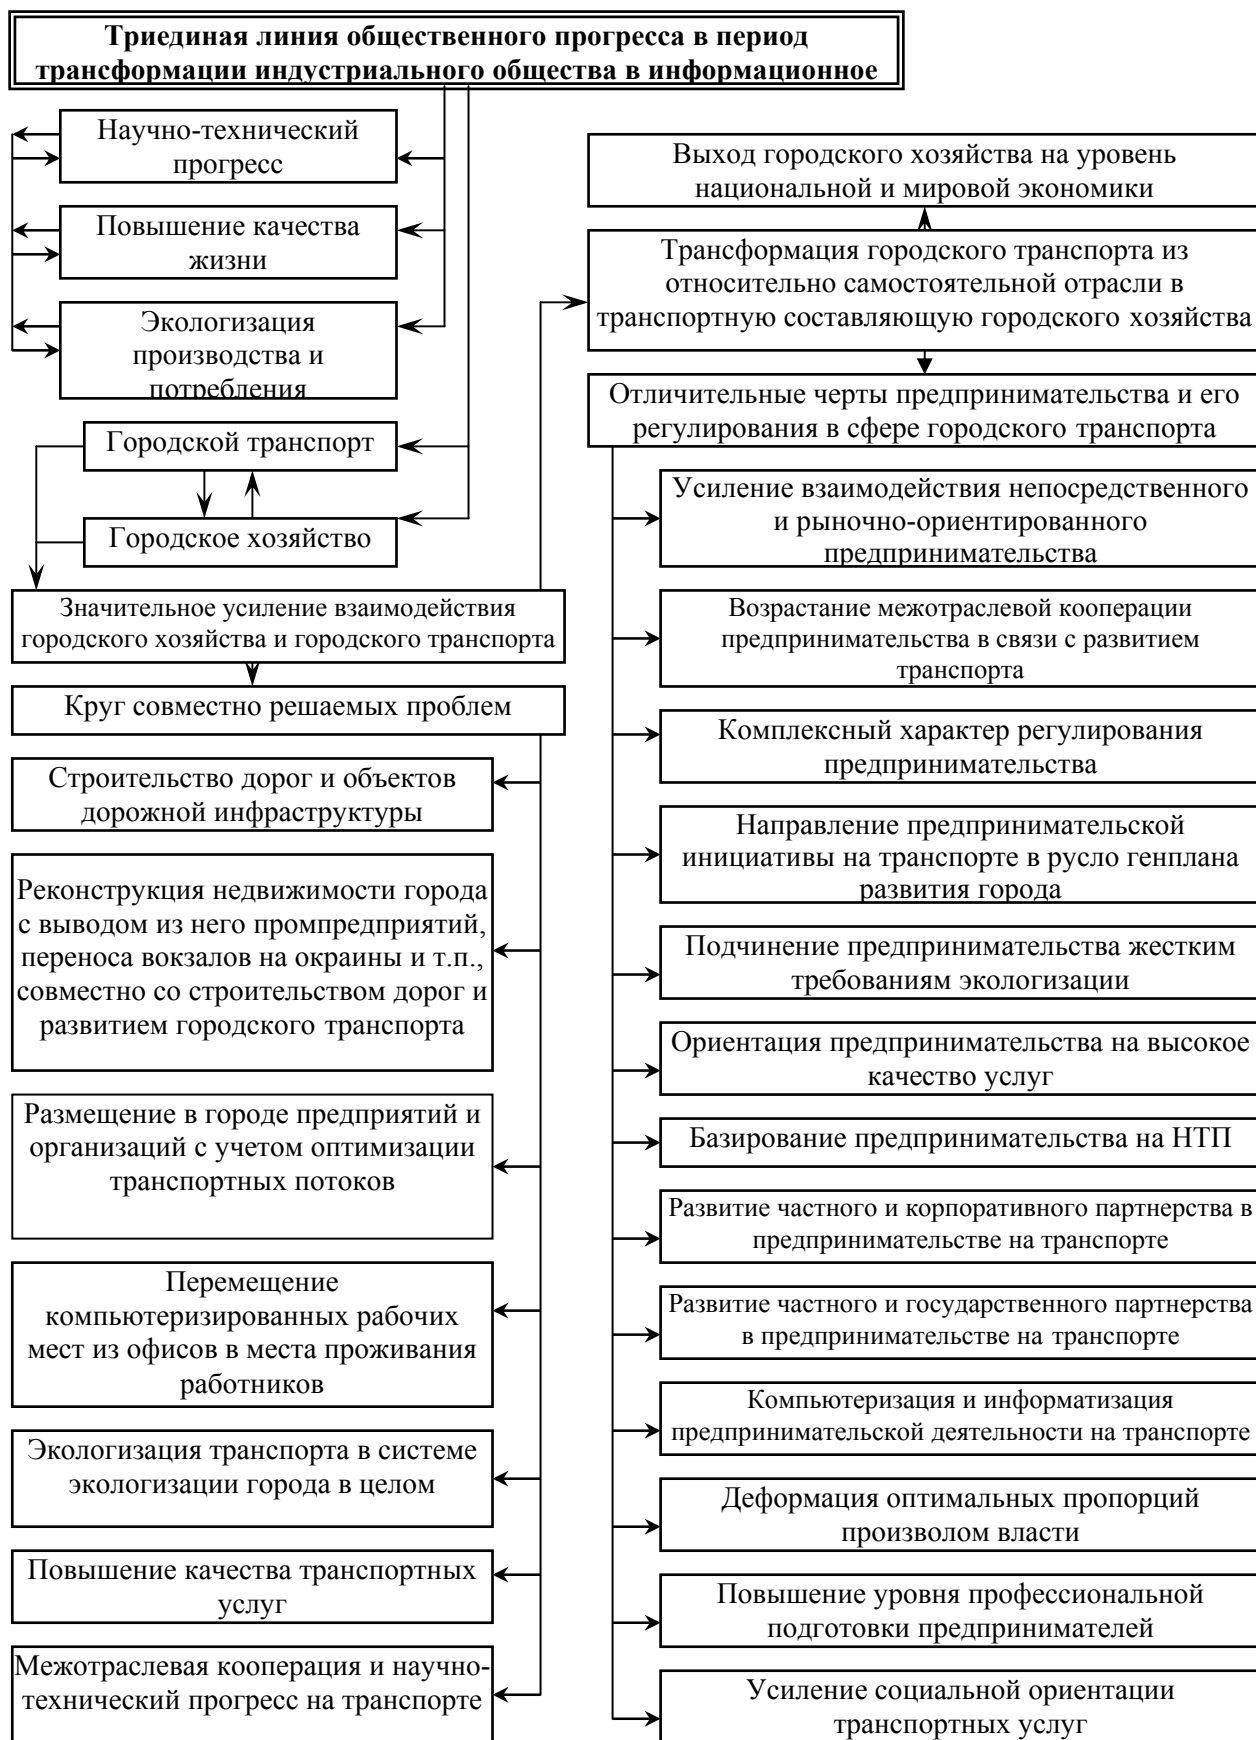 Триединая линия общественного прогресса в период
трансформации индустриального общества в информационное
Научно-технический
прогресс
Повышение качества
жизни
Экологизация
производства и
потребления
Городской транспорт
Городское хозяйство
Значительное усиление взаимодействия
городского хозяйства и городского транспорта
Круг совместно решаемых проблем
Строительство дорог и объектов
дорожной инфраструктуры
Реконструкция недвижимости города
с выводом из него промпредприятий,
переноса вокзалов на окраины и т.п.,
совместно со строительством дорог и
развитием городского транспорта
Размещение в городе предприятий и
организаций с учетом оптимизации
транспортных потоков
Перемещение
компьютеризированных рабочих
мест из офисов в места проживания
работников
Экологизация транспорта в системе
экологизации города в целом
Повышение качества транспортных
услуг
Межотраслевая кооперация и научно-
технический прогресс на транспорте
Выход городского хозяйства на уровень
национальной и мировой экономики
Трансформация городского транспорта из
относительно самостоятельной отрасли в
транспортную составляющую городского хозяйства
Отличительные черты предпринимательства и его
регулирования в сфере городского транспорта
Усиление взаимодействия непосредственного
и рыночно-ориентированного
предпринимательства
Возрастание межотраслевой кооперации
предпринимательства в связи с развитием
транспорта
Комплексный характер регулирования
предпринимательства
Направление предпринимательской
инициативы на транспорте в русло генплана
развития города
Подчинение предпринимательства жестким
требованиям экологизации
Ориентация предпринимательства на высокое
качество услуг
Базирование предпринимательства на НТП
Развитие частного и корпоративного партнерства в
предпринимательстве на транспорте
Развитие частного и государственного партнерства
в предпринимательстве на транспорте
Компьютеризация и информатизация
предпринимательской деятельности на транспорте
Деформация оптимальных пропорций
произволом власти
Повышение уровня профессиональной
подготовки предпринимателей
Усиление социальной ориентации
транспортных услуг